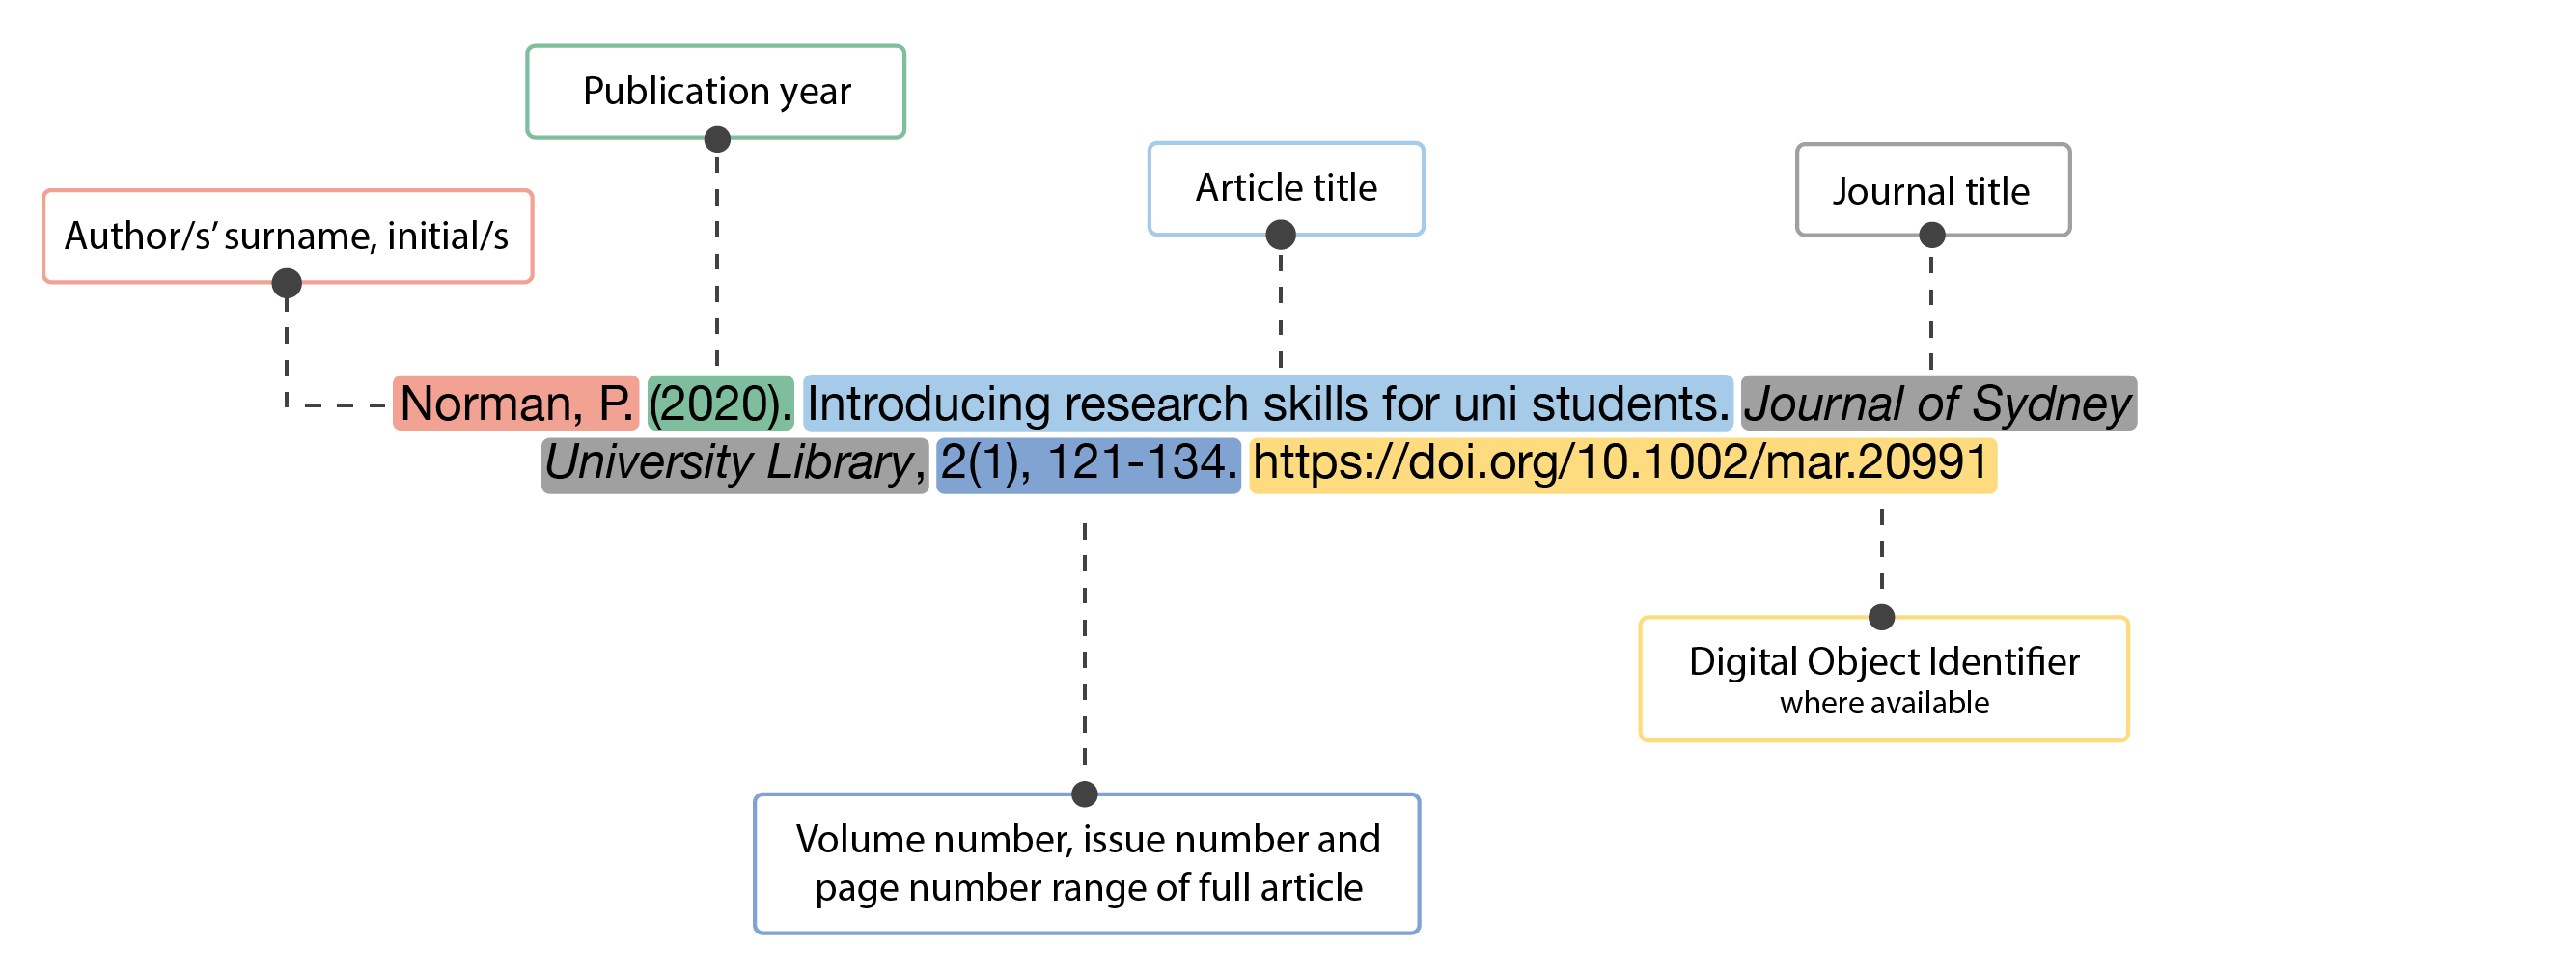 Publication year
Article title
Journal title
Author/s’ surname, initial/s
Norman, P. (2020). Introducing research skills for uni students. Journal of Sydney
University Library, 2(1), 121-134. https://doi.org/10.1002/mar.20991
Digital Object Identifier
where available
Volume number, issue number and
page number range of full article